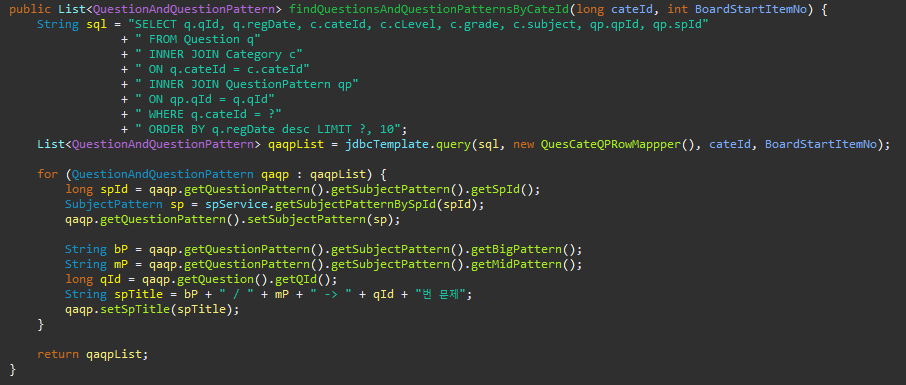 public List<QuestionAndQuestionPattern> findQuestionsAndQuestionPatternsByCateId(long cateId, int BoardStartItemNo) {
    String sql = "SELECT q.qId, q.regDate, c.cateId, c.cLevel, c.grade, c.subject, qp.qpId, qp.spId"
                + " FROM Question q"
                + " INNER JOIN Category c"
                + " ON q.cateId = c.cateId"
                + " INNER JOIN QuestionPattern qp"
                + " ON qp.qId = q.qId"
                + " WHERE q.cateId = ?"
                + " ORDER BY q.regDate desc LIMIT ?, 10";
    List<QuestionAndQuestionPattern> qaqpList = jdbcTemplate.query(sql, new QuesCateQPRowMappper(), cateId, BoardStartItemNo);

    for (QuestionAndQuestionPattern qaqp : qaqpList) {
        long spId = qaqp.getQuestionPattern().getSubjectPattern().getSpId();
        SubjectPattern sp = spService.getSubjectPatternBySpId(spId);
        qaqp.getQuestionPattern().setSubjectPattern(sp);

        String bP = qaqp.getQuestionPattern().getSubjectPattern().getBigPattern();
        String mP = qaqp.getQuestionPattern().getSubjectPattern().getMidPattern();
        long qId = qaqp.getQuestion().getQId();
        String spTitle = bP + " / " + mP + " -> " + qId + "번 문제";
        qaqp.setSpTitle(spTitle);
    }

    return qaqpList;
}